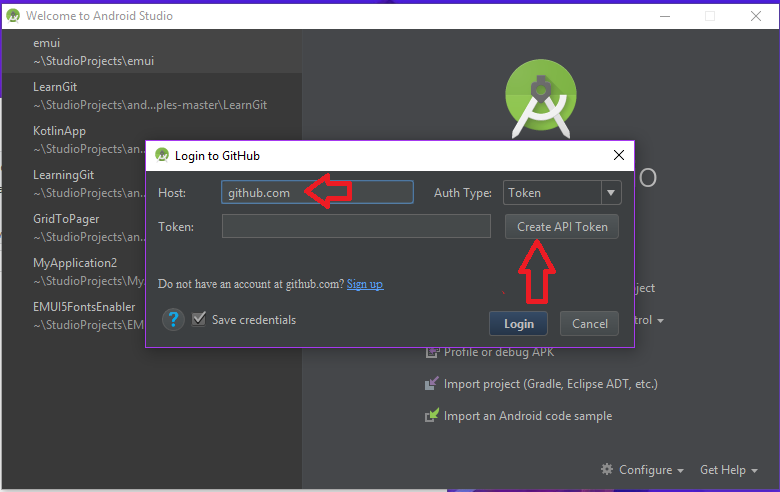 Welcome to Android Studio
emui
~\StudioProjects\emui
LearnGit
~\StudioProjects\and...ples-master\LearnGit
KotlinApp
~\StudioProjects\an...
LearningGit
~\StudioProjects\an...
GridToPager
~\StudioProjects\an...
MyApplication2
~\StudioProjects\My
EMUI5FontsEnabler
~\StudioProjects\EM
Login to GitHub
Host: github.com Auth Type: Token
Token: Create API Token
Do not have an account at github.com? Sign up
? Save credentials Login Cancel
O
ject
trol
Profile or debug APK
Import project (Gradle, Eclipse ADT, etc.)
Import an Android code sample
Configure Get Help